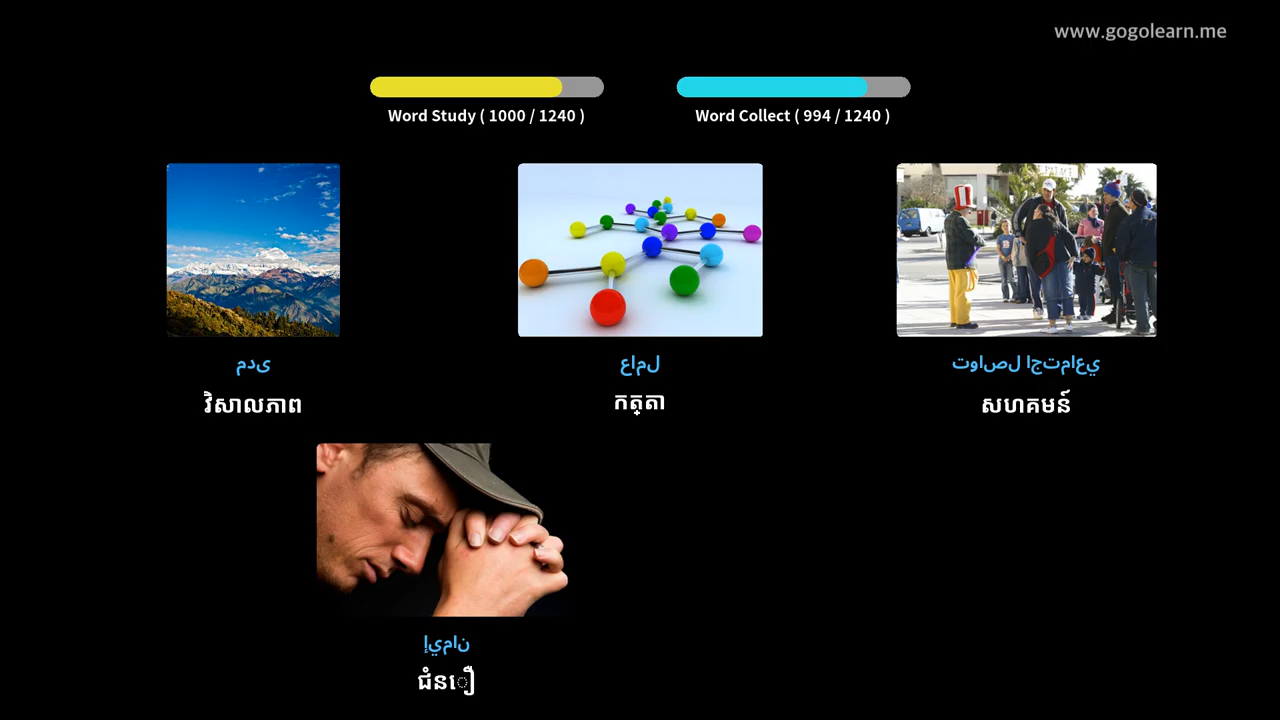 www.gogolearn.me
Word Study ( 1000 / 1240 )
Word Collect ( 994 / 1240 )
مدى
عامل
تواصل اجتماعي
វិសាលភាព
កត្តា
សហគមន៍
إيمان
ជំនឿ